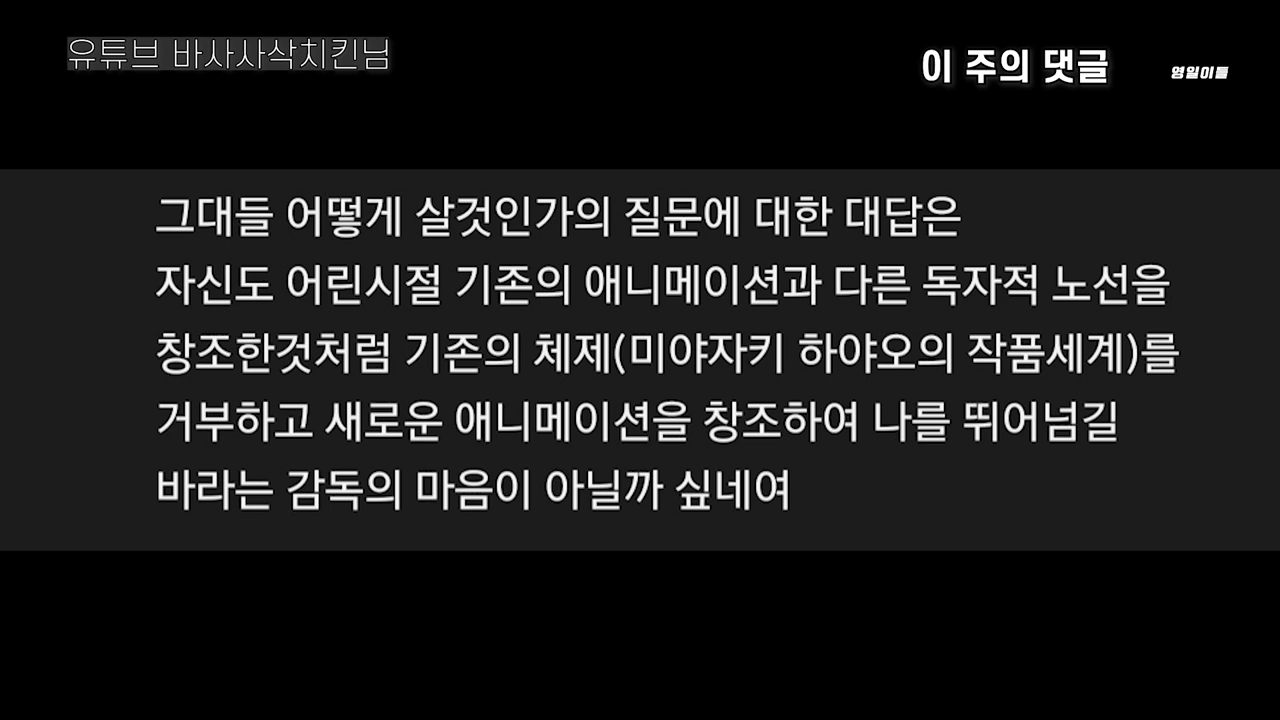 유튜브 바사사삭치킨님
이 주의 댓글
영일이들
그대들 어떻게 살것인가의 질문에 대한 대답은
자신도 어린시절 기존의 애니메이션과 다른 독자적 노선을
창조한것처럼 기존의 체제(미야자키 하야오의 작품세계)를
거부하고 새로운 애니메이션을 창조하여 나를 뛰어넘길
바라는 감독의 마음이 아닐까 싶네여